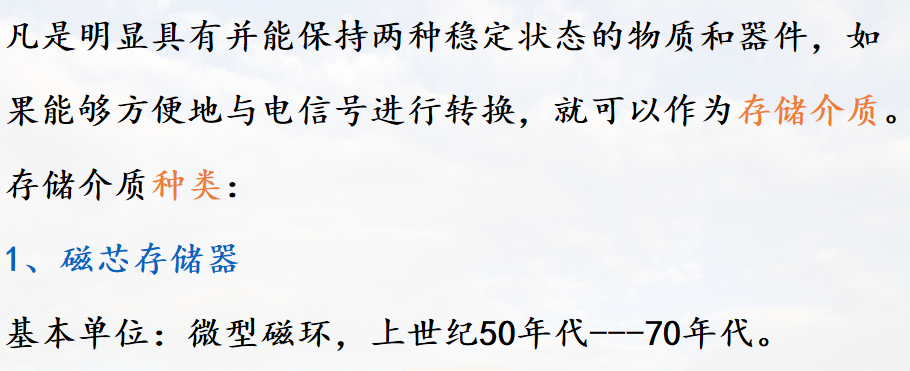 凡是明显具有并能保持两种稳定状态的物质和器件，如
果能够方便地与电信号进行转换，就可以作为存储介质。
存储介质种类：
1、磁芯存储器
基本单位：微型磁环，上世纪50年代---70年代。